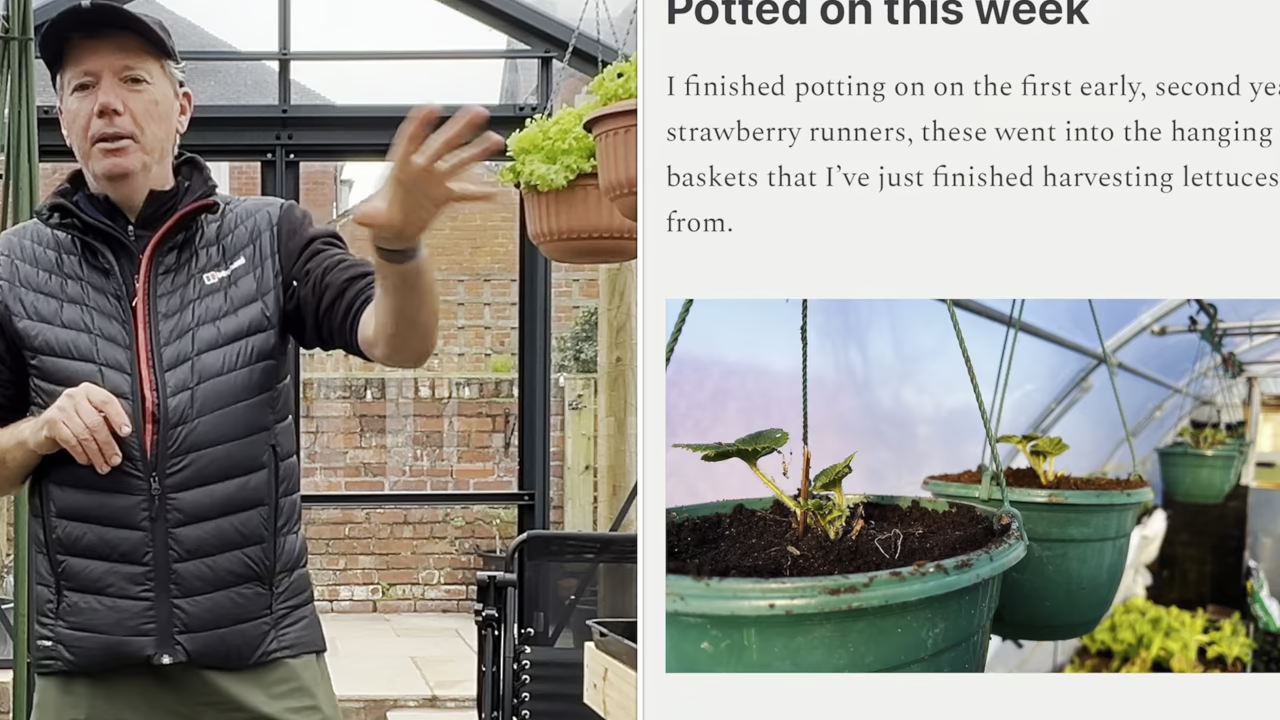 Potted on this week
I finished potting on on the first early, second
strawberry runners, these went into the hanging
baskets that I've just finished harvesting lettuces
from.